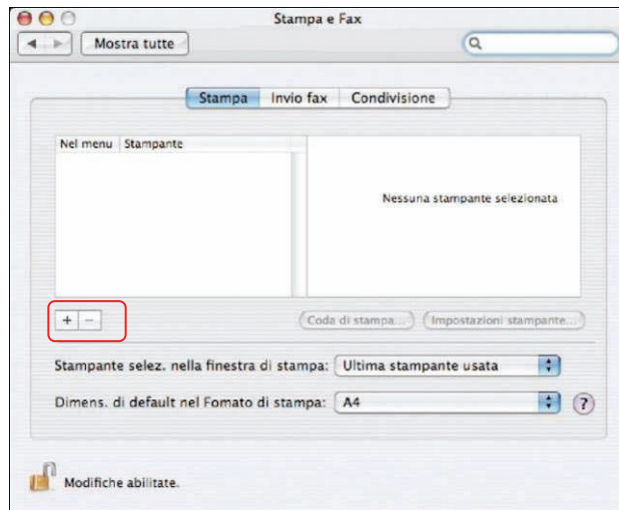 Stampa e Fax
Mostra tutte
Stampa Invio fax Condivisione
Nel menu Stampante
Nessuna stampante selezionata
+ −
Coda di stampa... Impostazioni stampante...
Stampante selez. nella finestra di stampa: Ultima stampante usata
Dimens. di default nel Fomato di stampa: A4 ?
Modifiche abilitate.